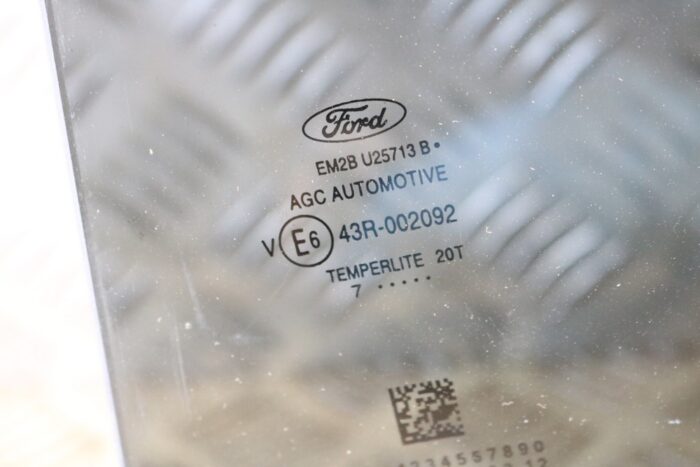 Ford
EM2B U25713 B •
AGC AUTOMOTIVE
V E6 43R-002092
TEMPERLITE 20T
7 • • • • •